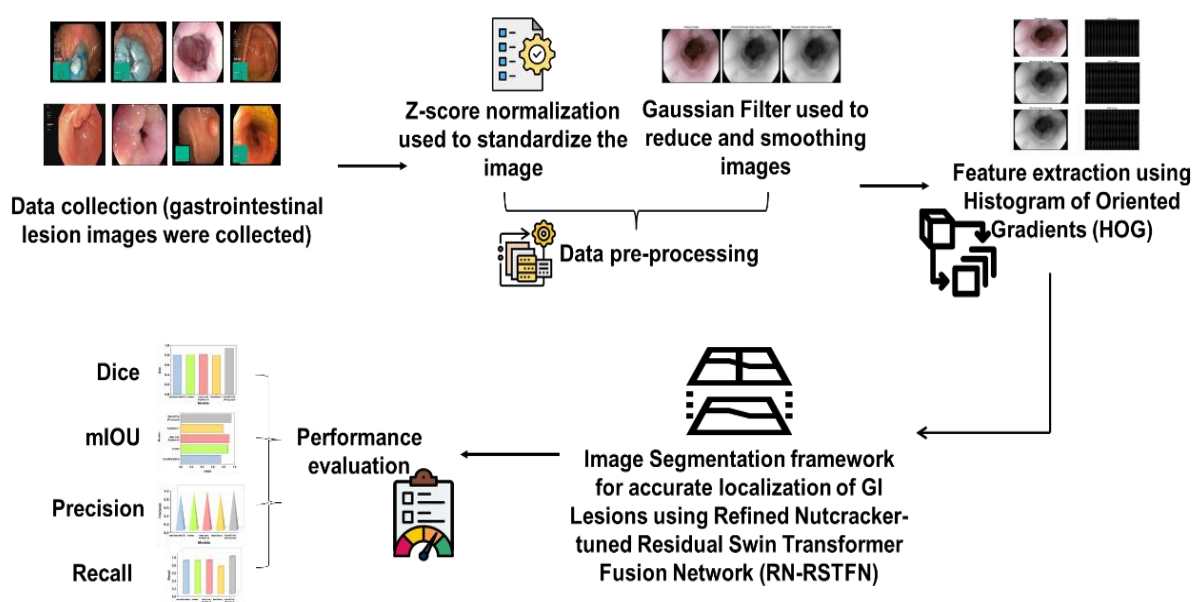 Z-score normalization
used to standardize the
image
Gaussian Filter used to
reduce and smoothing
images
Data collection (gastrointestinal
lesion images were collected)
Data pre-processing
Feature extraction using
Histogram of Oriented
Gradients (HOG)
Image Segmentation framework
for accurate localization of GI
Lesions using Refined Nutcracker-
tuned Residual Swin Transformer
Fusion Network (RN-RSTFN)
Performance
evaluation
Dice
mIOU
Precision
Recall